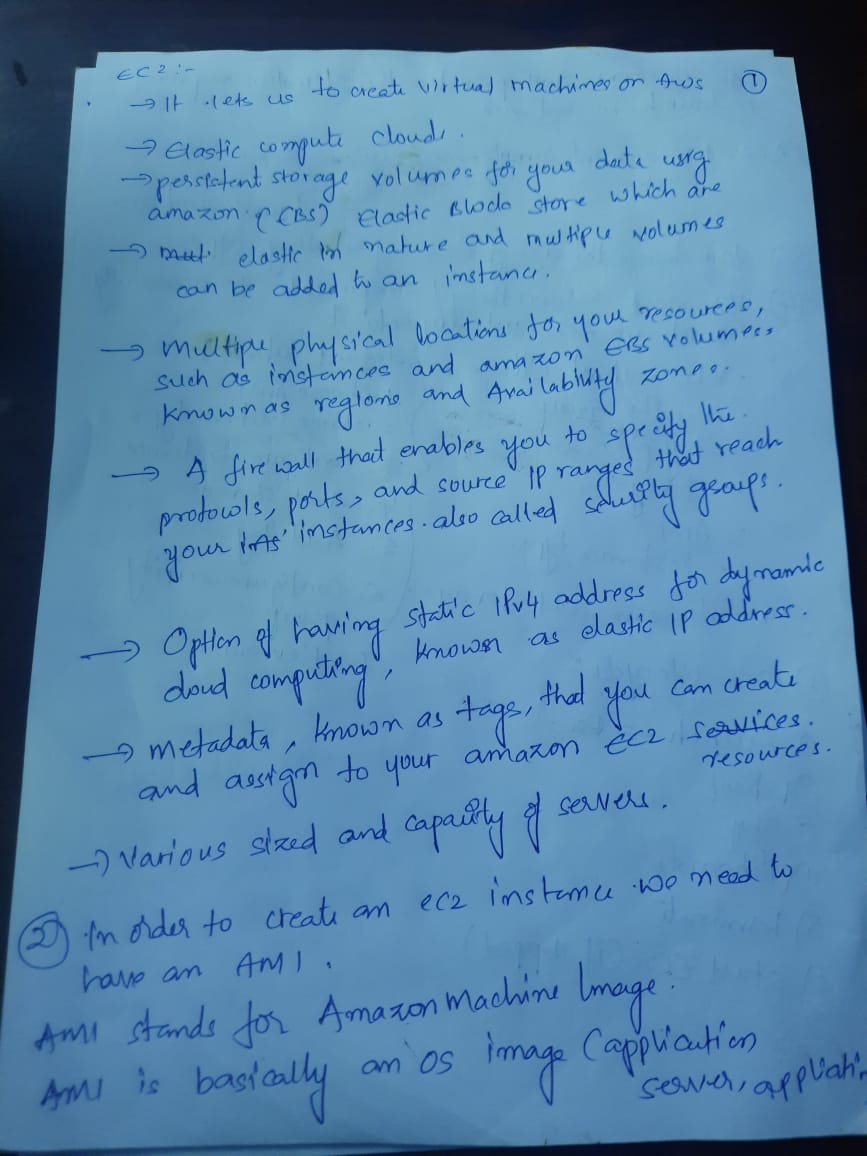 EC2 :-
①
→ It lets us to create virtual machines on Aws
→ Elastic compute cloud.
→ persistent storage volumes for your data using
amazon (EBS) Elastic Block store which are
→ elastic in nature and multiple volumes
can be added to an instance.
→ Multiple physical locations for your resources,
such as instances and amazon EBS volumes,
known as regions and Availability zones.
→ A fire wall that enables you to specify the
protocols, ports, and source IP ranges that reach
your instances. also called security groups.
→ Option of having static IPv4 address for dynamic
cloud computing, known as elastic IP address.
→ metadata, known as tags, that you can create
and assign to your amazon EC2 services.
resources.
→ Various sized and capacity of servers.
② In order to create an ec2 instance we need to
have an AMI.
AMI stands for Amazon Machine Image.
AMI is basically an os image (application
server, applicati